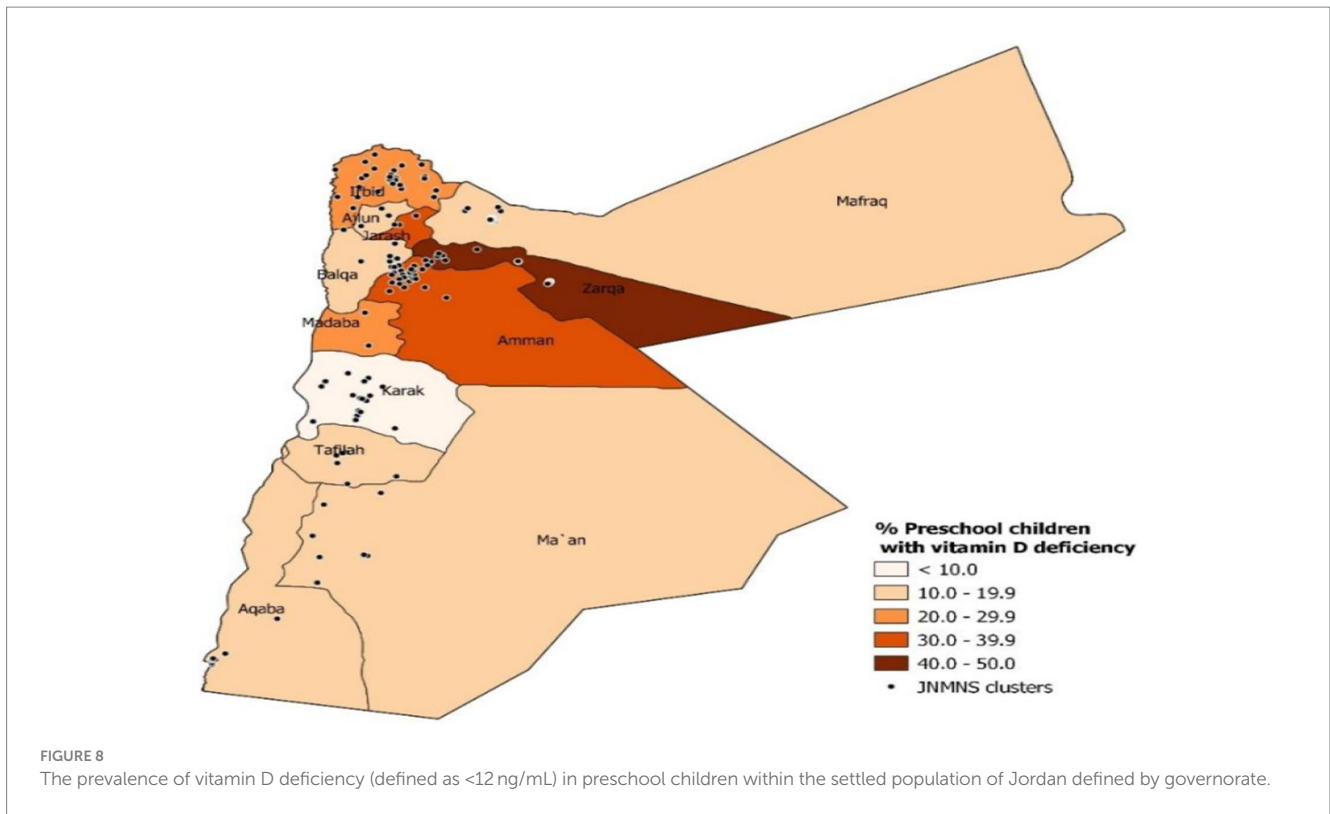 Mafraq
Irbid
Ajlun
Jarash
Balqa
Zarqa
Madaba
Amman
Karak
Tafilah
Ma`an
Aqaba
% Preschool children
with vitamin D deficiency
< 10.0
10.0 - 19.9
20.0 - 29.9
30.0 - 39.9
40.0 - 50.0
JNMNS clusters
FIGURE 8
The prevalence of vitamin D deficiency (defined as <12 ng/mL) in preschool children within the settled population of Jordan defined by governorate.